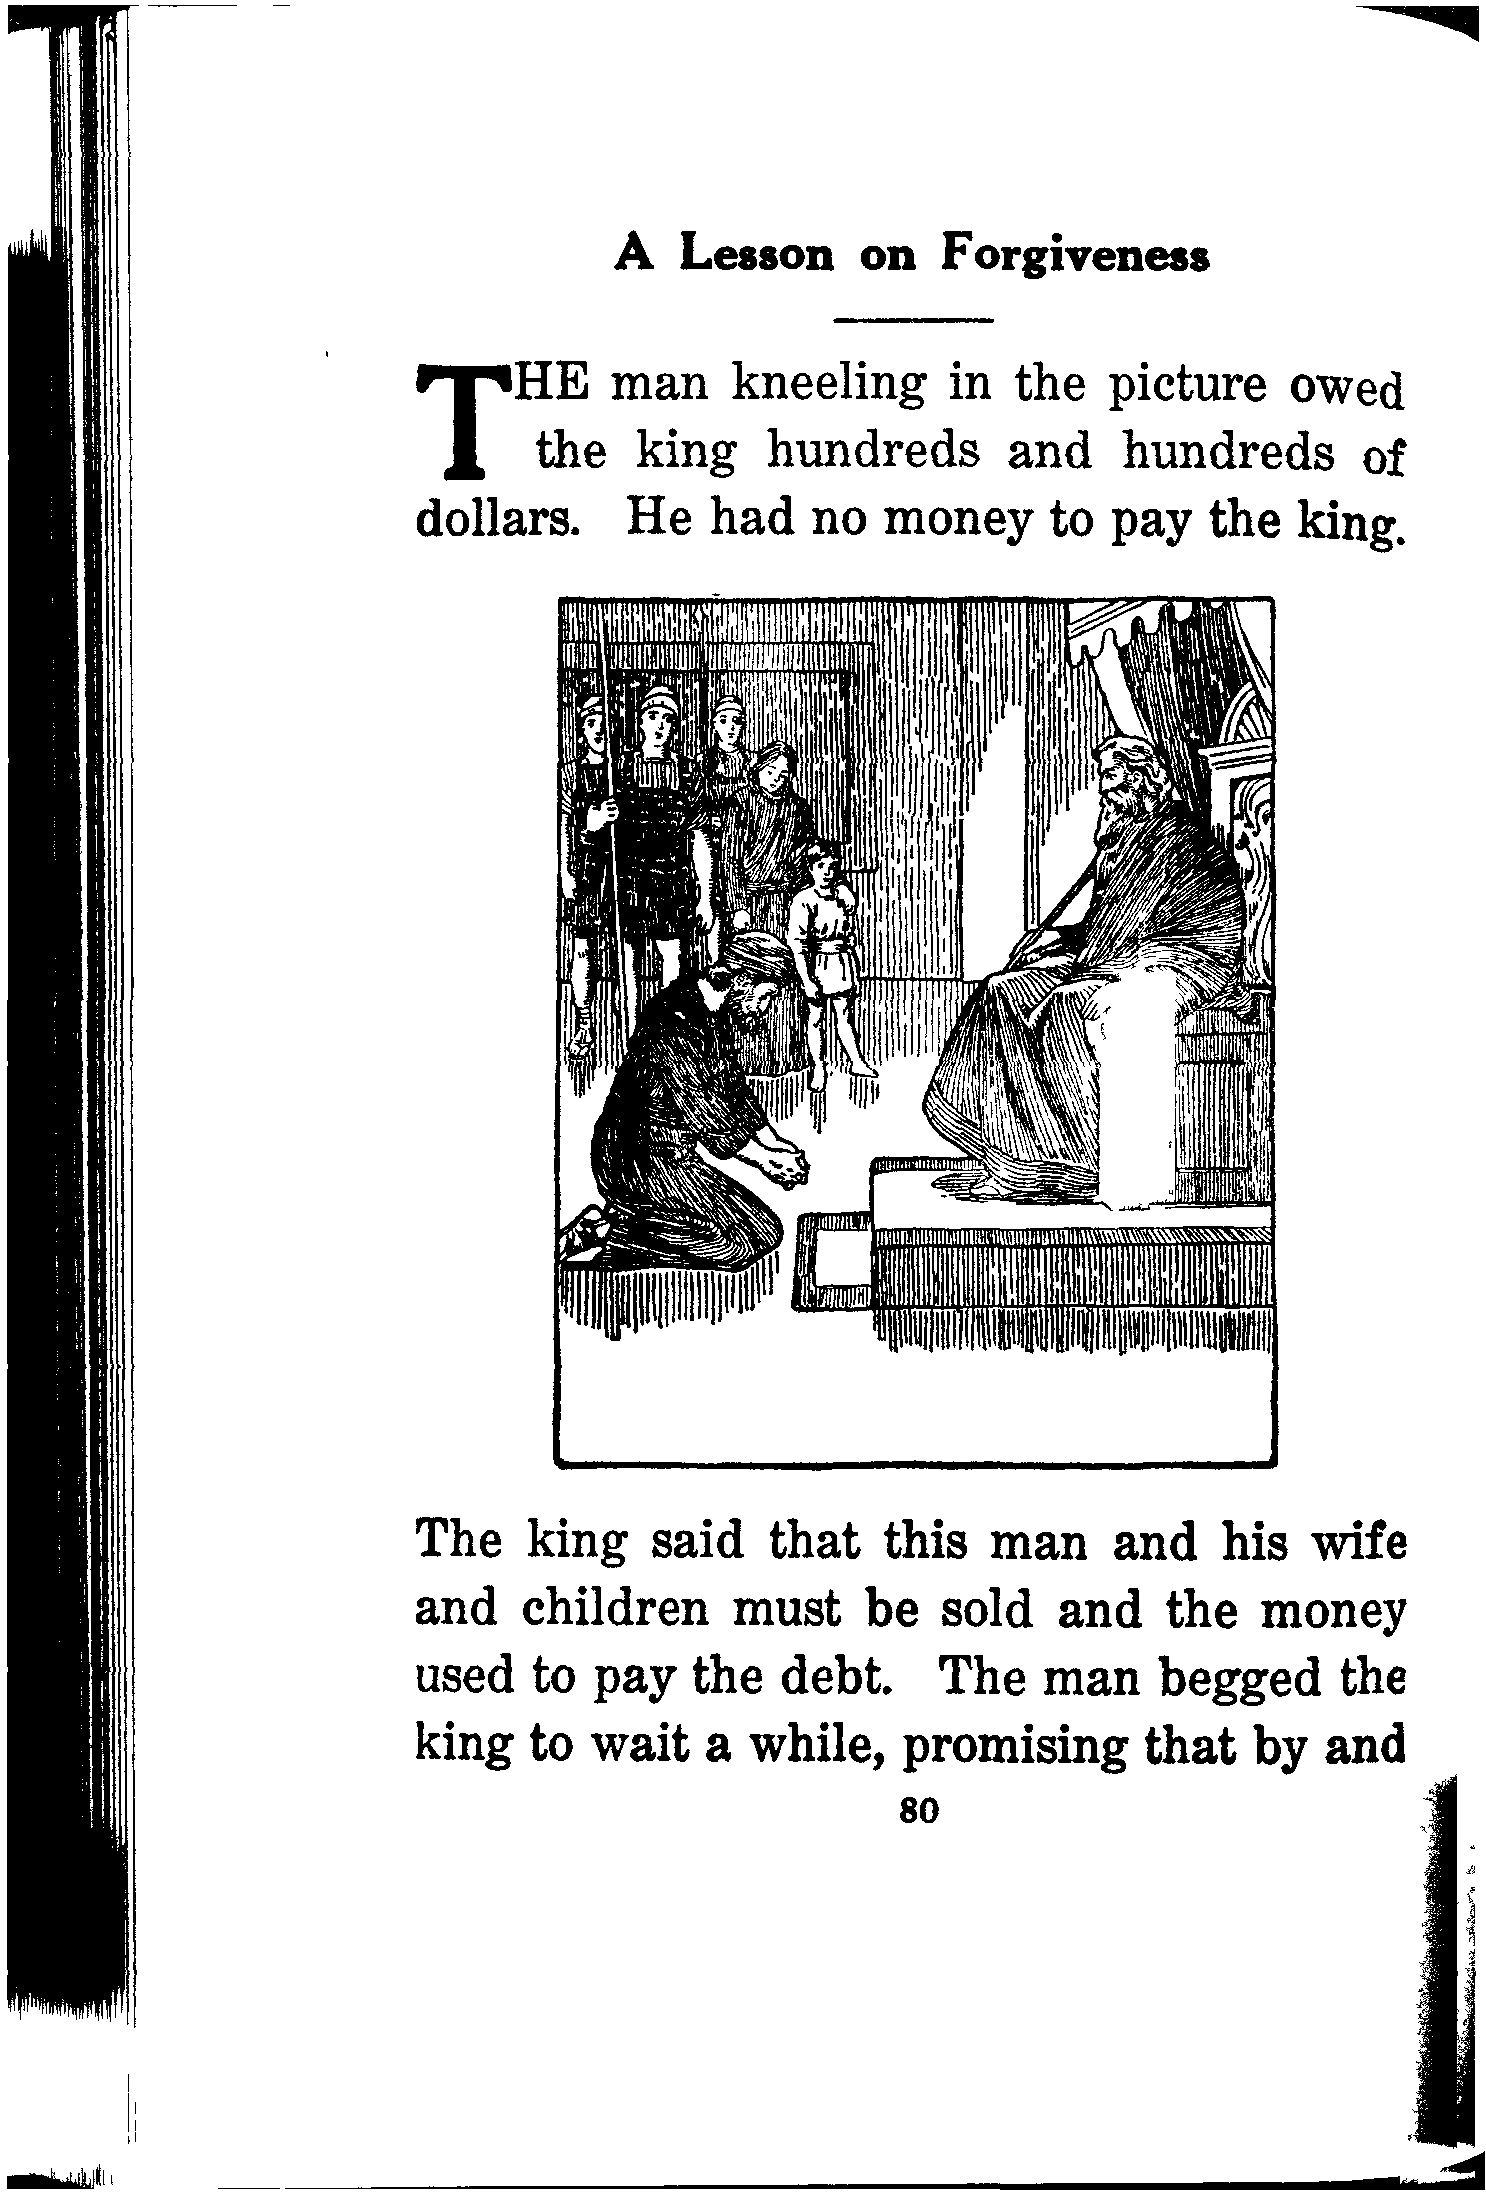 A Lesson on Forgiveness
THE man kneeling in the picture owed
the king hundreds and hundreds of
dollars. He had no money to pay the king.
The king said that this man and his wife
and children must be sold and the money
used to pay the debt. The man begged the
king to wait a while, promising that by and
80